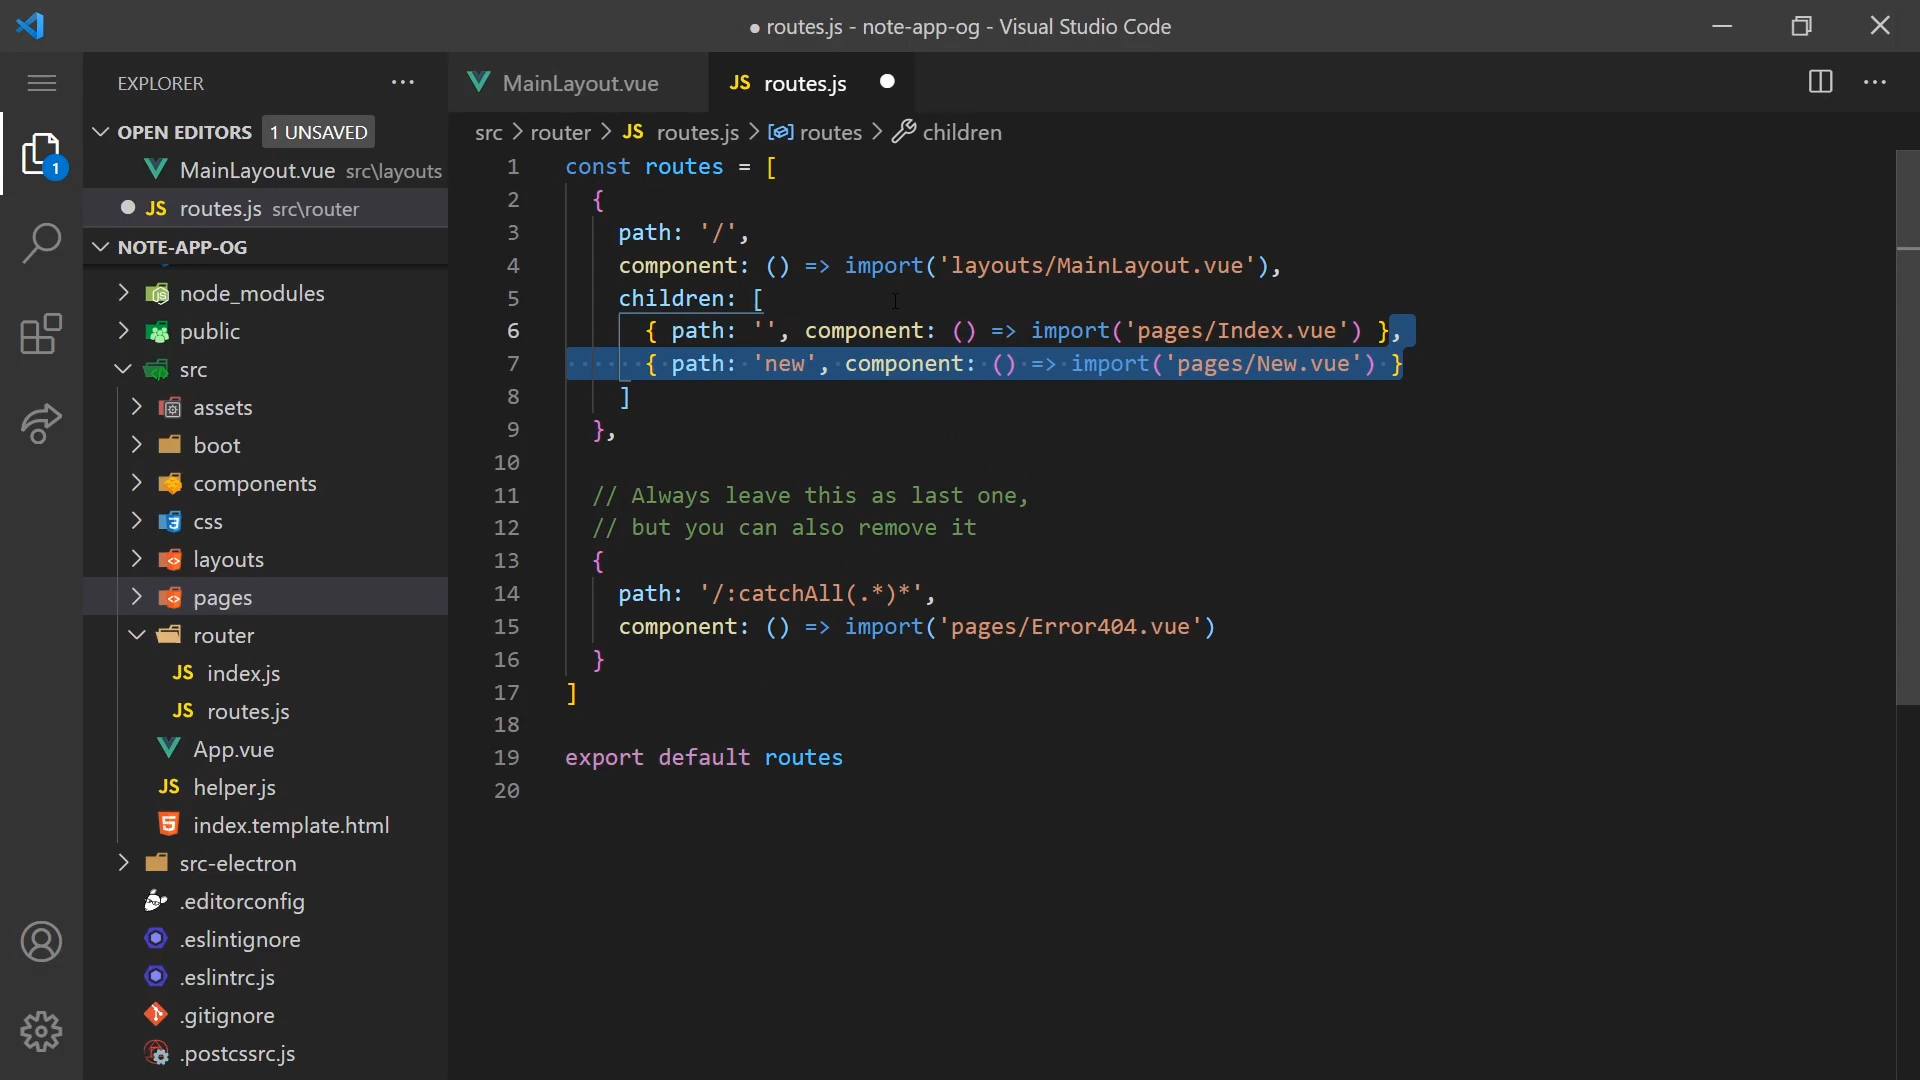 ● routes.js - note-app-og - Visual Studio Code
EXPLORER
MainLayout.vue
JS routes.js
OPEN EDITORS 1 UNSAVED
src > router > JS routes.js > routes > children
1
MainLayout.vue src\layouts
JS routes.js src\router
NOTE-APP-OG
node_modules
public
src
assets
boot
components
css
layouts
pages
router
JS index.js
JS routes.js
App.vue
JS helper.js
index.template.html
src-electron
.editorconfig
.eslintignore
.eslintrc.js
.gitignore
.postcssrc.js
1 const routes = [
2 {
3 path: '/',
4 component: () => import('layouts/MainLayout.vue'),
5 children: [
6 { path: '', component: () => import('pages/Index.vue') },
7 { path: 'new', component: () => import('pages/New.vue') }
8 ]
9 },
10
11 // Always leave this as last one,
12 // but you can also remove it
13 {
14 path: '/:catchAll(.*)*',
15 component: () => import('pages/Error404.vue')
16 }
17 ]
18
19 export default routes
20